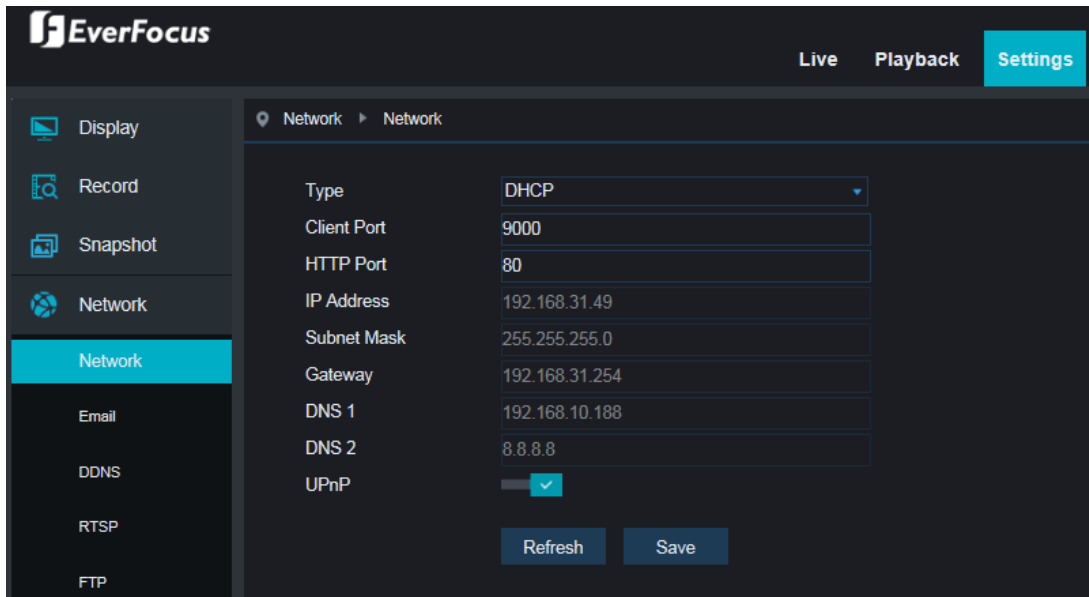 EverFocus
Live Playback Settings
Display
Record
Snapshot
Network
Network
Email
DDNS
RTSP
FTP
Network Network
Type DHCP
Client Port 9000
HTTP Port 80
IP Address 192.168.31.49
Subnet Mask 255.255.255.0
Gateway 192.168.31.254
DNS 1 192.168.10.188
DNS 2 8.8.8.8
UPnP
Refresh Save